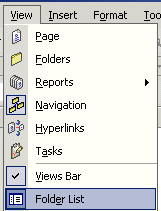 View Insert Format Too
Page
Folders
Reports
Navigation
Hyperlinks
Tasks
Views Bar
Folder List